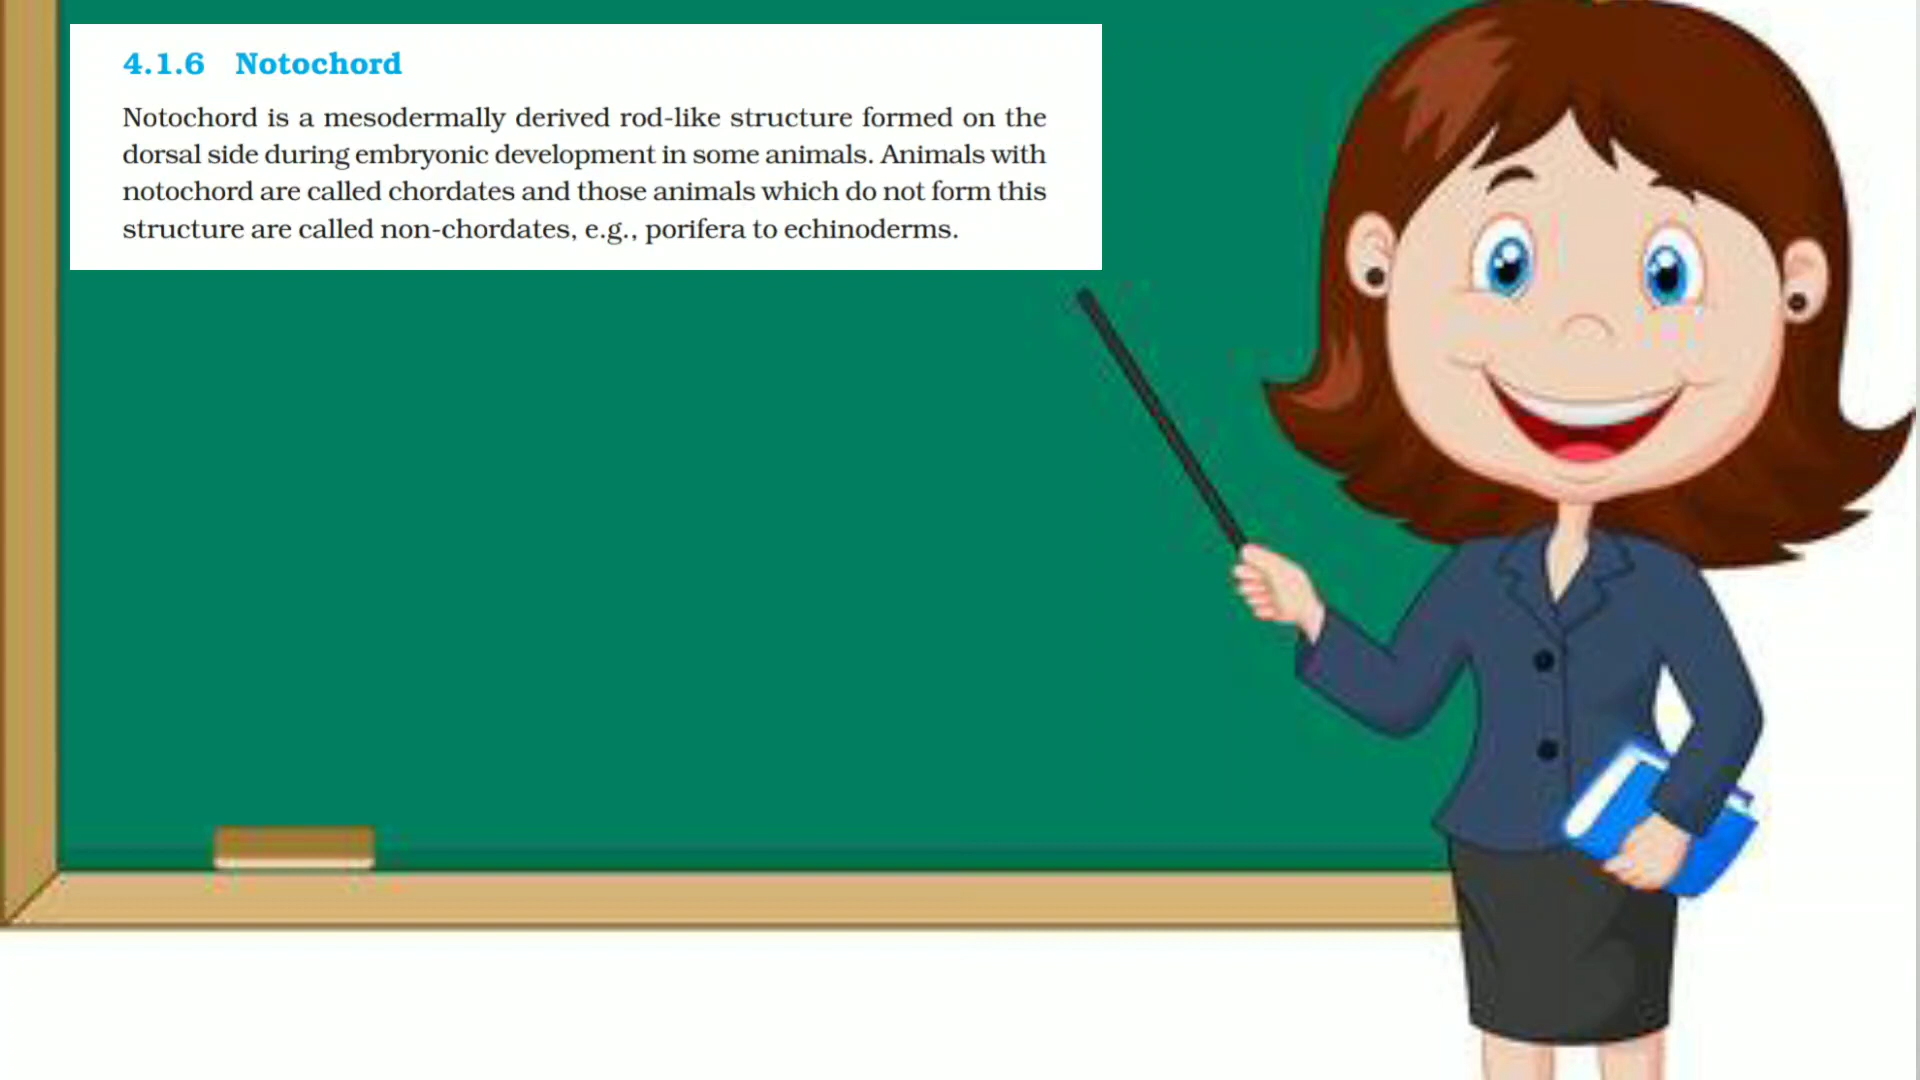 4.1.6 Notochord
Notochord is a mesodermally derived rod-like structure formed on the
dorsal side during embryonic development in some animals. Animals with
notochord are called chordates and those animals which do not form this
structure are called non-chordates, e.g., porifera to echinoderms.